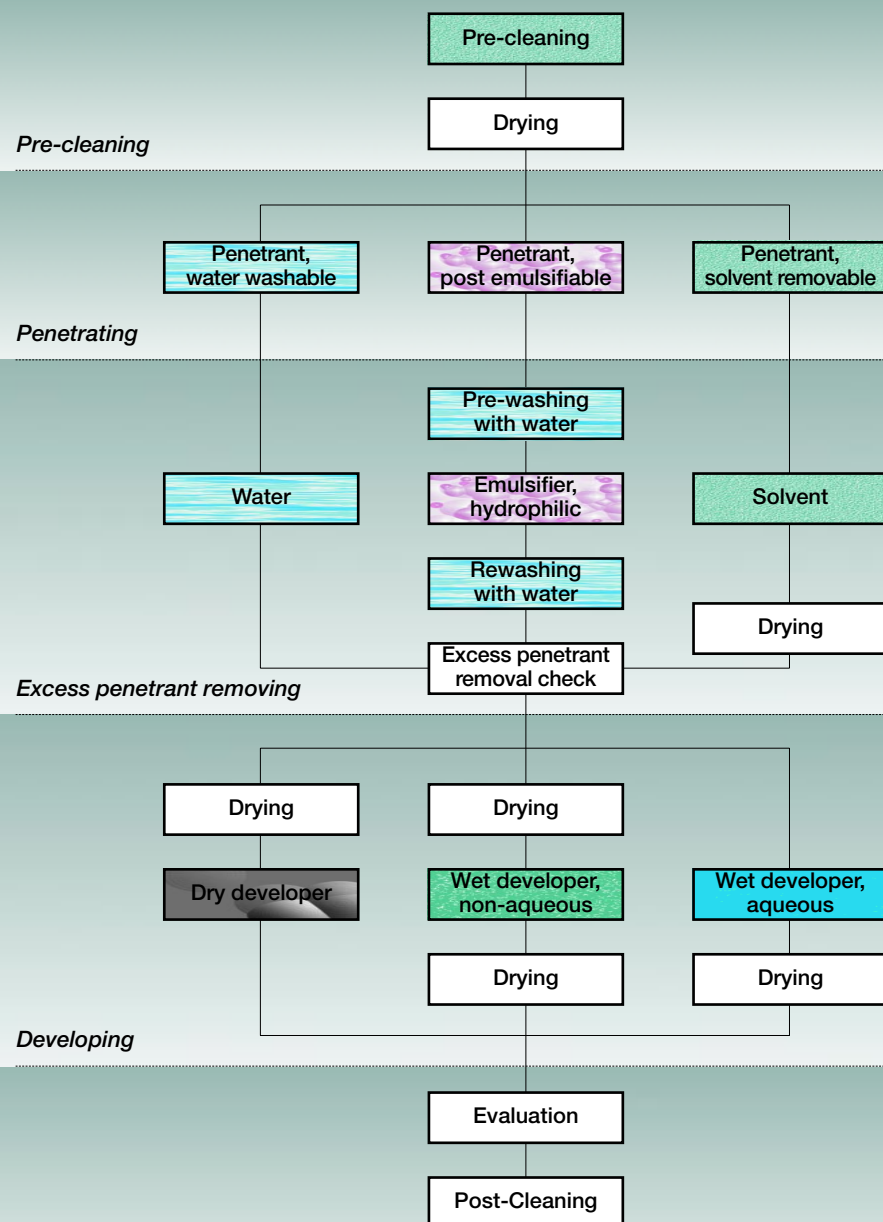 Pre-cleaning
Drying
Pre-cleaning
Penetrant,
water washable
Penetrant,
post emulsifiable
Penetrant,
solvent removable
Penetrating
Pre-washing
with water
Water
Emulsifier,
hydrophilic
Solvent
Rewashing
with water
Drying
Excess penetrant
removal check
Excess penetrant removing
Drying
Drying
Dry developer
Wet developer,
non-aqueous
Wet developer,
aqueous
Drying
Drying
Developing
Evaluation
Post-Cleaning